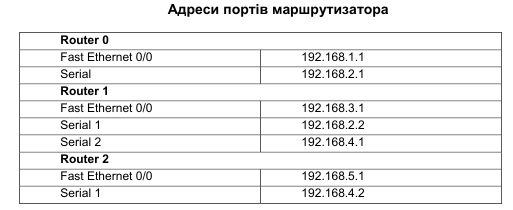 Адреси портів маршрутизатора
Router 0
Fast Ethernet 0/0 192.168.1.1
Serial 192.168.2.1
Router 1
Fast Ethernet 0/0 192.168.3.1
Serial 1 192.168.2.2
Serial 2 192.168.4.1
Router 2
Fast Ethernet 0/0 192.168.5.1
Serial 1 192.168.4.2